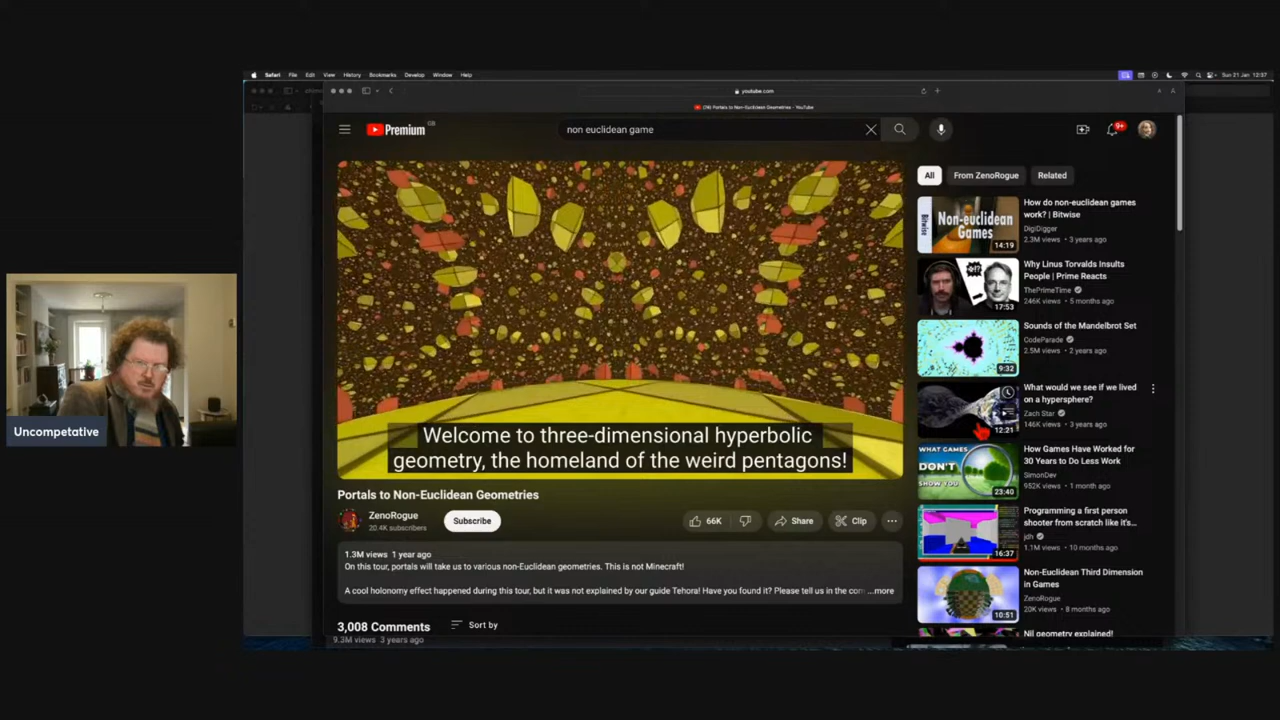 Safari File Edit View History Bookmarks Develop Window Help
Sun 21 Jan 12:37
youtube.com
Portals to Non-Euclidean Geometries - YouTube
Premium GB
non euclidean game
9+
All
From ZenoRogue
Related
Welcome to three-dimensional hyperbolic
geometry, the homeland of the weird pentagons!
Uncompetative
Portals to Non-Euclidean Geometries
ZenoRogue
20.4K subscribers
Subscribe
66K
Share
Clip
1.3M views 1 year ago
On this tour, portals will take us to various non-Euclidean geometries. This is not Minecraft!
A cool holonomy effect happened during this tour, but it was not explained by our guide Tehora! Have you found it? Please tell us in the com ...more
3,008 Comments
Sort by
9.3M views 3 years ago
Bitwise
Non-euclidean
Games
14:19
How do non-euclidean games
work? | Bitwise
DigiDigger
2.3M views • 3 years ago
17:53
Why Linus Torvalds Insults
People | Prime Reacts
ThePrimeTime
246K views • 5 months ago
9:32
Sounds of the Mandelbrot Set
CodeParade
2.5M views • 2 years ago
12:21
What would we see if we lived
on a hypersphere?
Zach Star
146K views • 3 years ago
WHAT GAMES
DON'T
SHOW YOU
23:40
How Games Have Worked for
30 Years to Do Less Work
SimonDev
952K views • 1 month ago
16:37
Programming a first person
shooter from scratch like it's...
jdh
1.1M views • 10 months ago
10:51
Non-Euclidean Third Dimension
in Games
ZenoRogue
20K views • 8 months ago
Nil geometry explained!